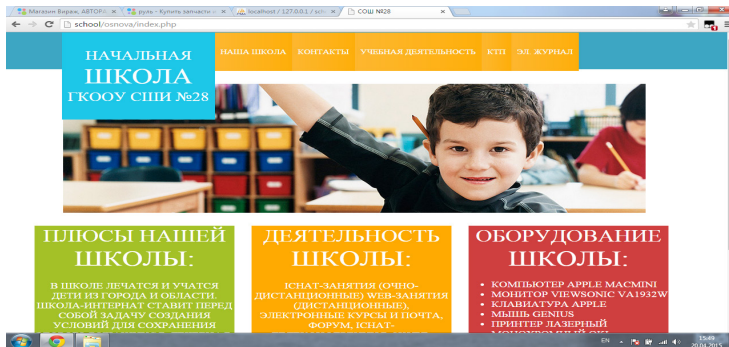 Магазин Вираж, АВТОРА
руль - Купить запчасти
localhost / 127.0.0.1 / sch
СОШ №28
school/osnova/index.php
НАЧАЛЬНАЯ
ШКОЛА
ГКООУ СШИ №28
НАША ШКОЛА КОНТАКТЫ УЧЕБНАЯ ДЕЯТЕЛЬНОСТЬ КТП ЭЛ. ЖУРНАЛ
ПЛЮСЫ НАШЕЙ
ШКОЛЫ:
В ШКОЛЕ ЛЕЧАТСЯ И УЧАТСЯ
ДЕТИ ИЗ ГОРОДА И ОБЛАСТИ.
ШКОЛА-ИНТЕРНАТ СТАВИТ ПЕРЕД
СОБОЙ ЗАДАЧУ СОЗДАНИЯ
УСЛОВИЙ ДЛЯ СОХРАНЕНИЯ
ДЕЯТЕЛЬНОСТЬ
ШКОЛЫ:
ICHAT-ЗАНЯТИЯ (ОЧНО-
ДИСТАНЦИОННЫЕ) WEB-ЗАНЯТИЯ
(ДИСТАНЦИОННЫЕ),
ЭЛЕКТРОННЫЕ КУРСЫ И ПОЧТА,
ФОРУМ, ICHAT-
ОБОРУДОВАНИЕ
ШКОЛЫ:
КОМПЬЮТЕР APPLE MACMINI
МОНИТОР VIEWSONIC VA1932W
КЛАВИАТУРА APPLE
МЫШЬ GENIUS
ПРИНТЕР ЛАЗЕРНЫЙ
EN
15:49
20.04.2015